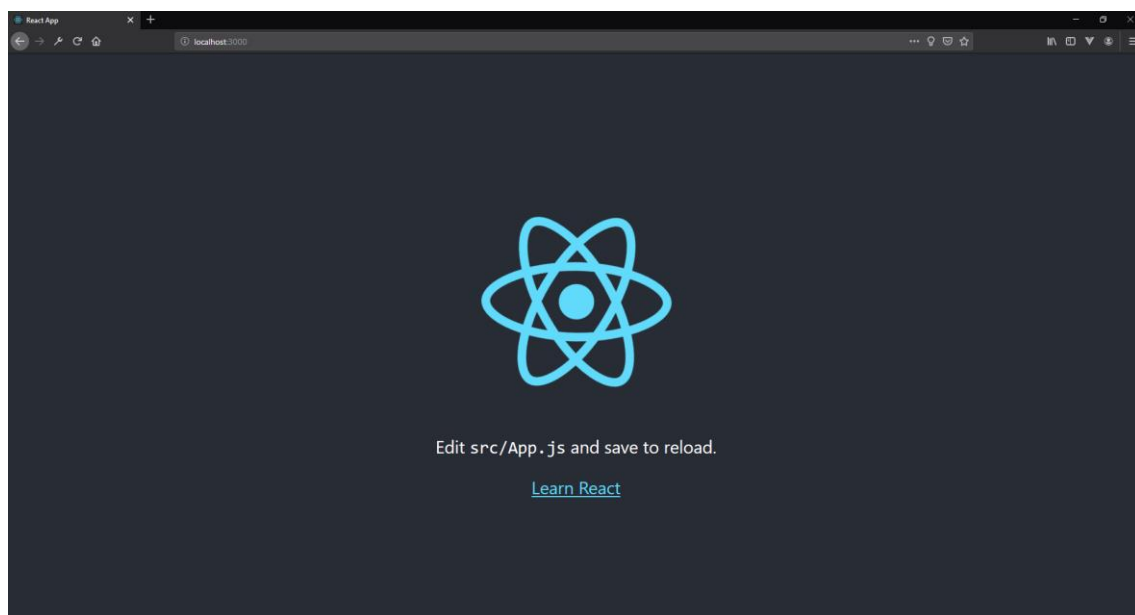 React App
localhost:3000
Edit src/App.js and save to reload.
Learn React